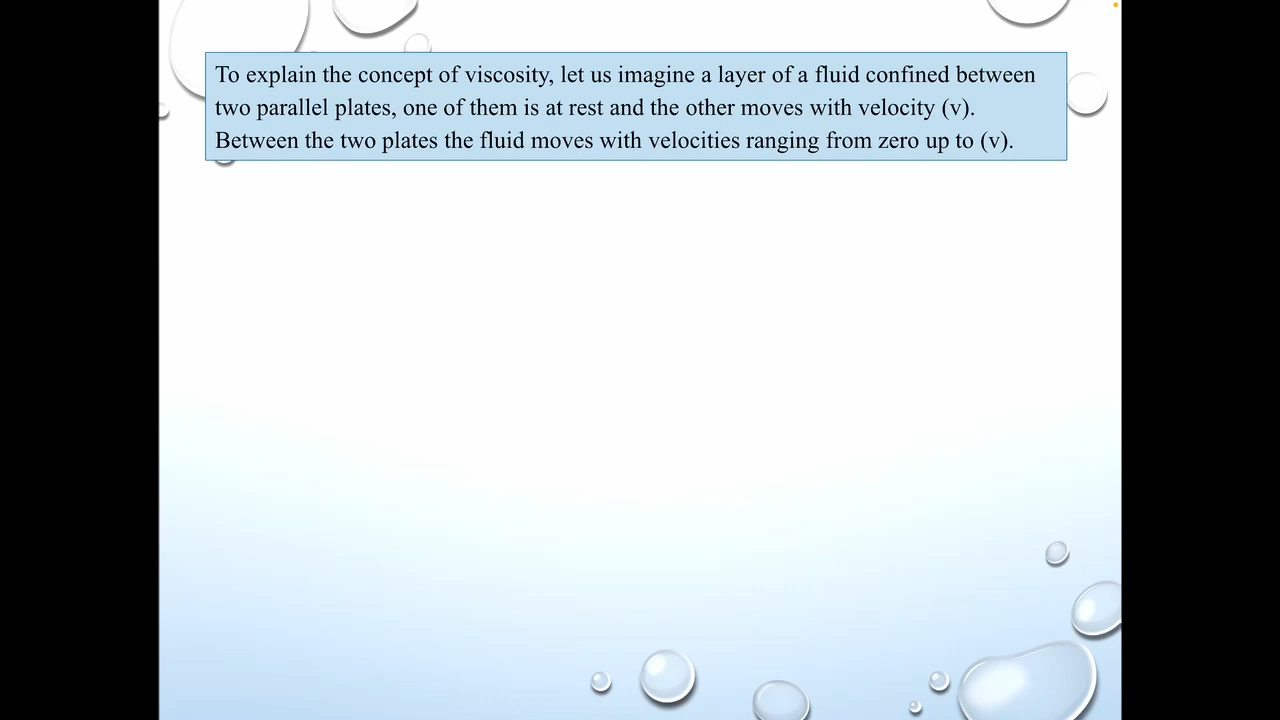 To explain the concept of viscosity, let us imagine a layer of a fluid confined between
two parallel plates, one of them is at rest and the other moves with velocity (v).
Between the two plates the fluid moves with velocities ranging from zero up to (v).